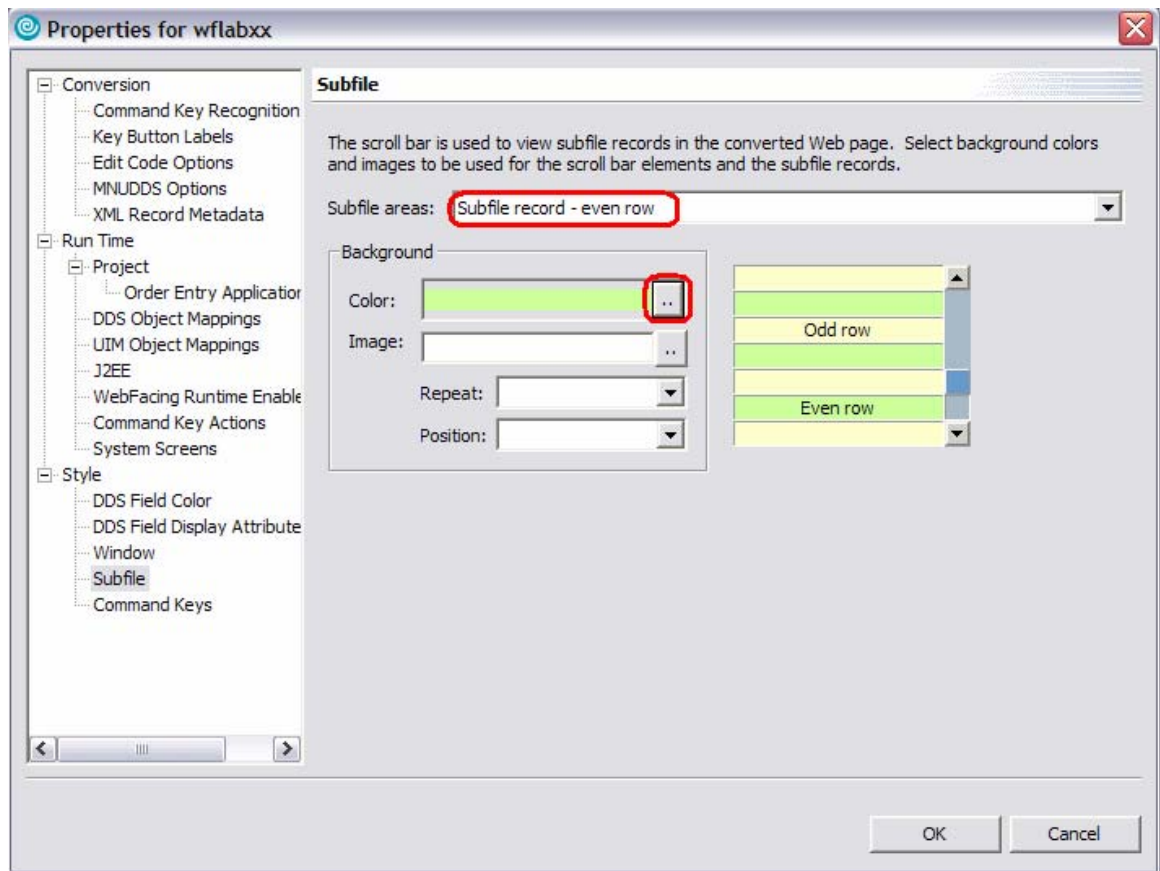 Properties for wflabxx
Conversion
Command Key Recognition
Key Button Labels
Edit Code Options
MNUDDS Options
XML Record Metadata
Run Time
Project
Order Entry Application
DDS Object Mappings
UIM Object Mappings
J2EE
WebFacing Runtime Enable
Command Key Actions
System Screens
Style
DDS Field Color
DDS Field Display Attribute
Window
Subfile
Command Keys
Subfile
The scroll bar is used to view subfile records in the converted Web page. Select background colors
and images to be used for the scroll bar elements and the subfile records.
Subfile areas: Subfile record - even row
Background
Color: ..
Image: ..
Repeat:
Position:
Odd row
Even row
OK Cancel